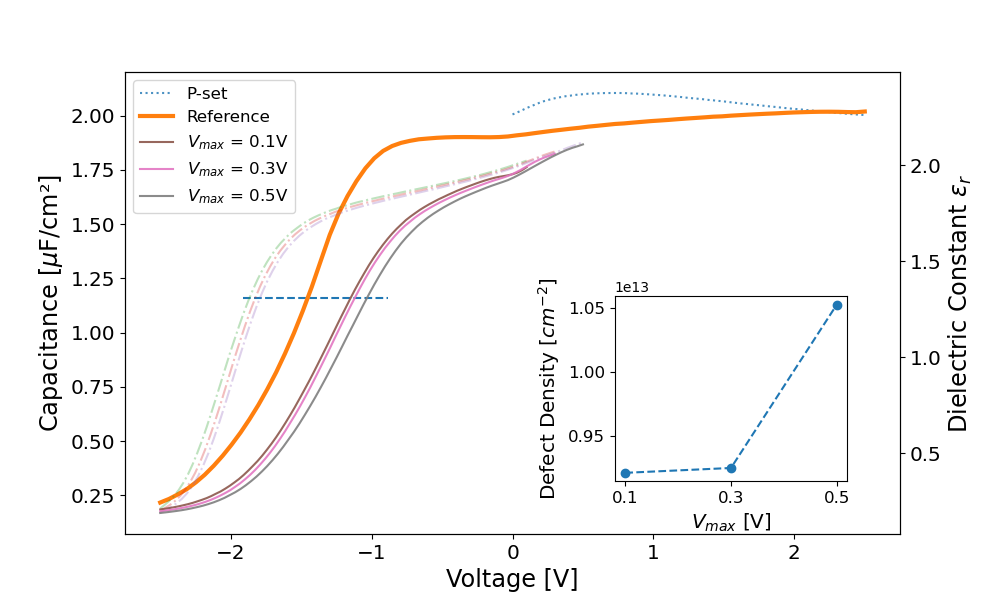 P-set
Reference
V_max = 0.1V
V_max = 0.3V
V_max = 0.5V
Capacitance [μF/cm²]
2.00
1.75
1.50
1.25
1.00
0.75
0.50
0.25
−2
−1
0
1
2
Voltage [V]
Dielectric Constant ε_r
2.0
1.5
1.0
0.5
1e13
Defect Density [cm⁻²]
1.05
1.00
0.95
0.1
0.3
0.5
V_max [V]